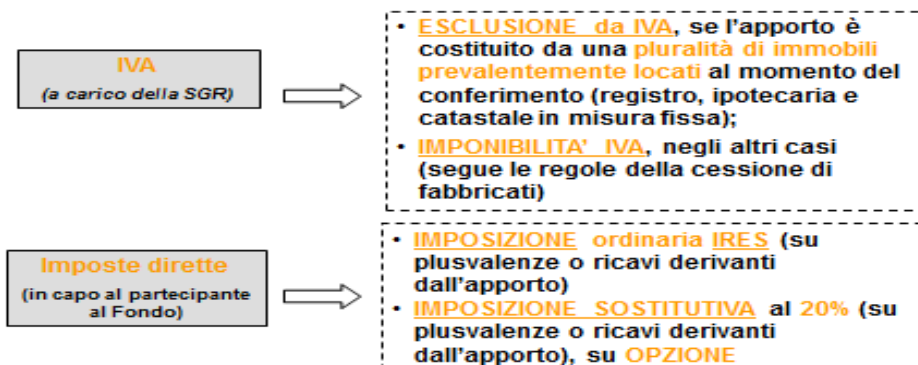 IVA
(a carico della SGR)
• ESCLUSIONE da IVA, se l'apporto è
costituito da una pluralità di immobili
prevalentemente locati al momento del
conferimento (registro, ipotecaria e
catastale in misura fissa);
• IMPONIBILITA' IVA, negli altri casi
(segue le regole della cessione di
fabbricati)
Imposte dirette
(in capo al partecipante
al Fondo)
• IMPOSIZIONE ordinaria IRES (su
plusvalenze o ricavi derivanti
dall'apporto)
• IMPOSIZIONE SOSTITUTIVA al 20% (su
plusvalenze o ricavi derivanti
dall'apporto), su OPZIONE